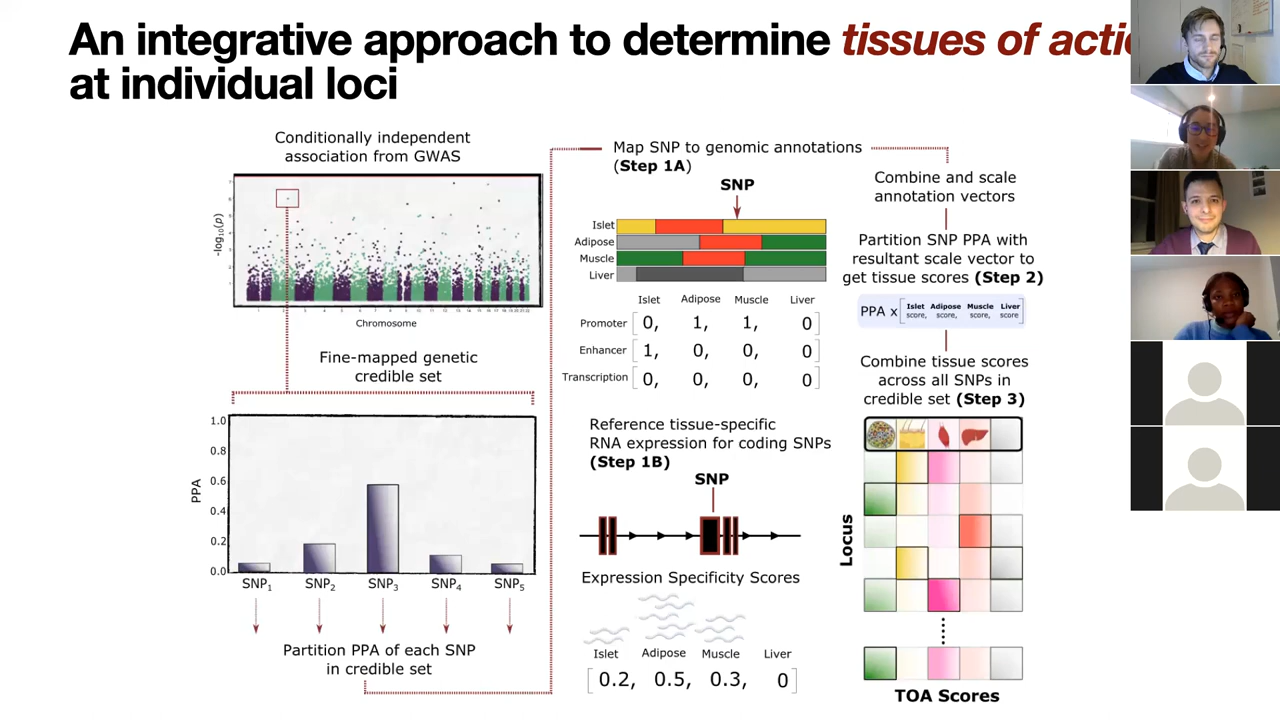 An integrative approach to determine tissues of actio
at individual loci
Conditionally independent
association from GWAS
-log10(p)
Chromosome
Fine-mapped genetic
credible set
PPA
1.0
0.8
0.6
0.4
0.2
0.0
SNP1 SNP2 SNP3 SNP4 SNP5
Partition PPA of each SNP
in credible set
Map SNP to genomic annotations
(Step 1A)
SNP
Islet
Adipose
Muscle
Liver
Islet Adipose Muscle Liver
Promoter [0, 1, 1, 0]
Enhancer [1, 0, 0, 0]
Transcription [0, 0, 0, 0]
Reference tissue-specific
RNA expression for coding SNPs
(Step 1B)
SNP
Expression Specificity Scores
Islet Adipose Muscle Liver
[0.2, 0.5, 0.3, 0]
Combine and scale
annotation vectors
Partition SNP PPA with
resultant scale vector to
get tissue scores (Step 2)
PPA x [Islet score, Adipose score, Muscle score, Liver score]
Combine tissue scores
across all SNPs in
credible set (Step 3)
Locus
TOA Scores